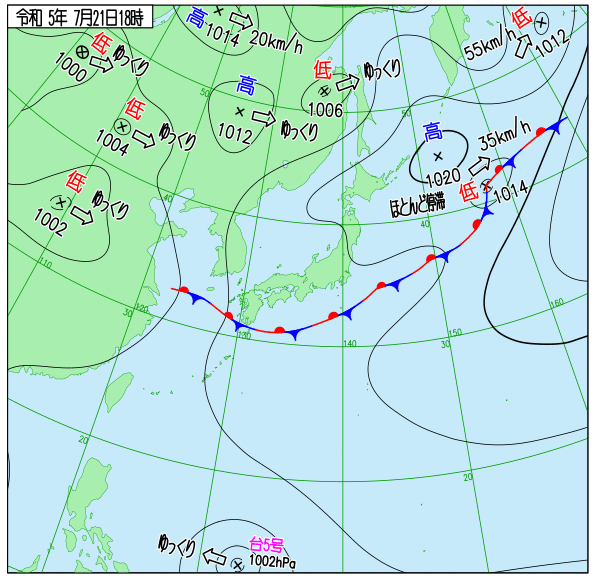 令和 5年 7月21日18時
高
1014
20km/h
低
1000
ゆっくり
低
1004
ゆっくり
高
1012
ゆっくり
低
1006
ゆっくり
55km/h
低
1012
高
1020
ほとんど停滞
35km/h
低
1014
低
1002
ゆっくり
50
50
40
40
110
30
120
130
140
30
150
160
20
20
ゆっくり
台5号
1002hPa